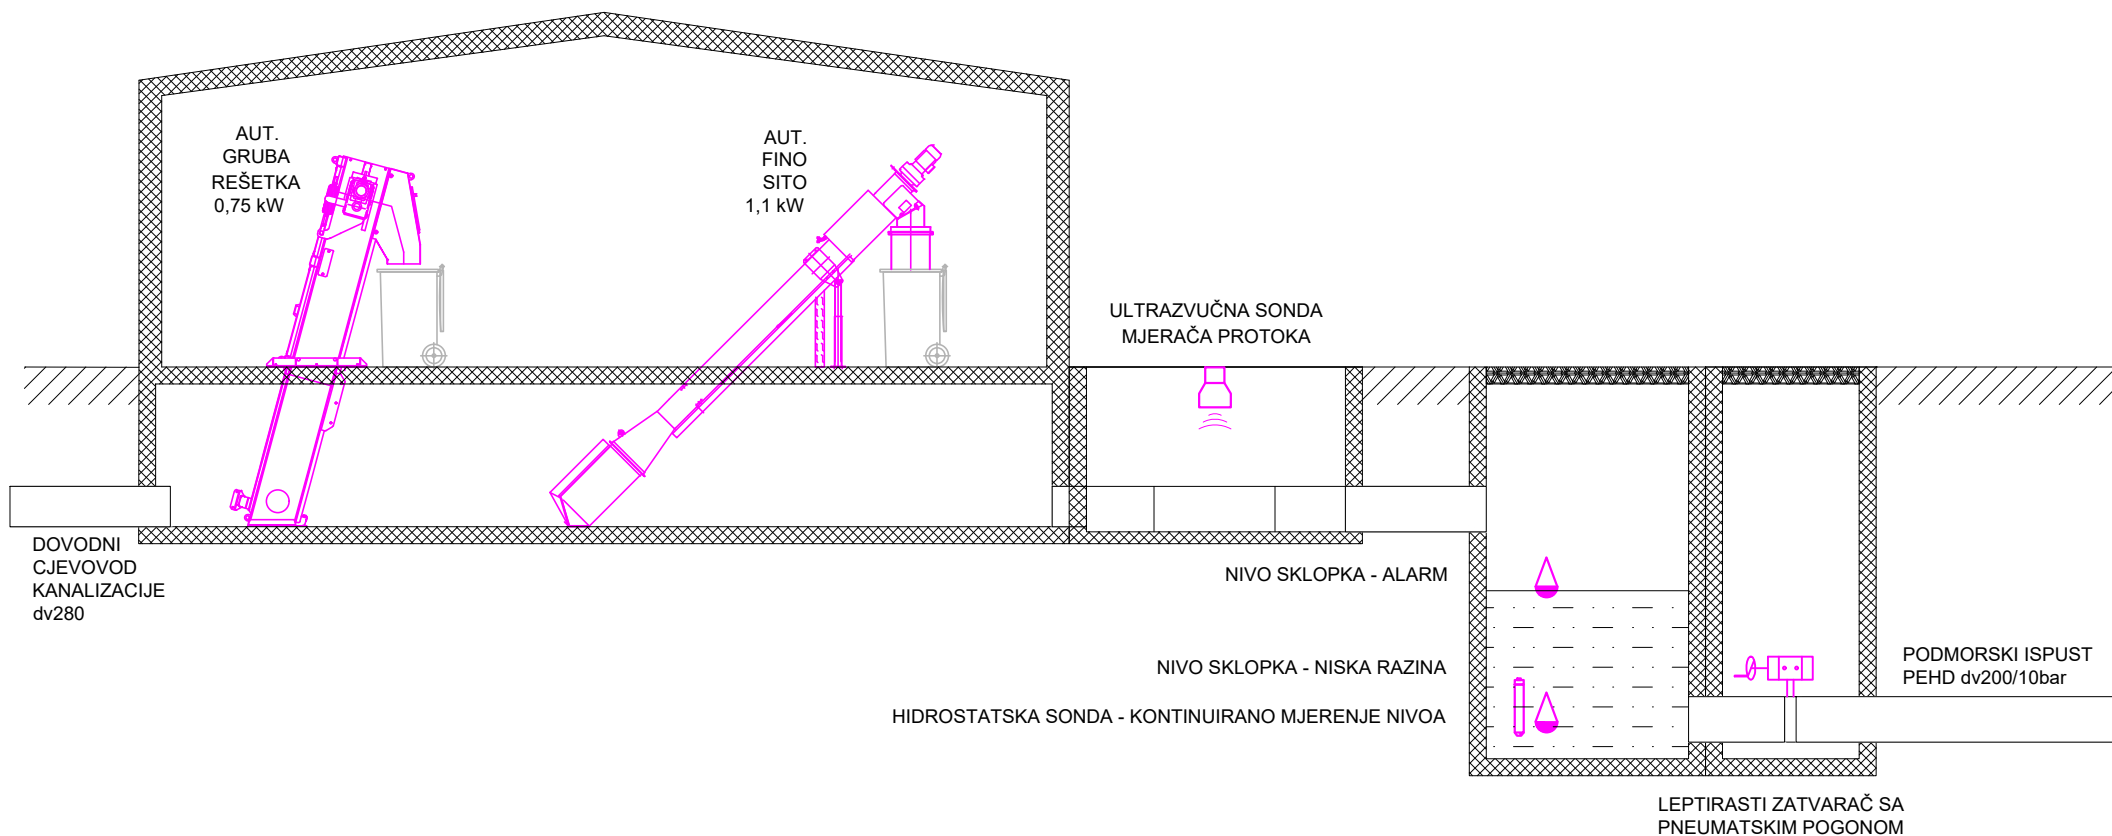 AUT.
GRUBA
REŠETKA
0,75 kW
AUT.
FINO
SITO
1,1 kW
ULTRAZVUČNA SONDA
MJERAČA PROTOKA
DOVODNI
CJEVOVOD
KANALIZACIJE
dv280
NIVO SKLOPKA - ALARM
NIVO SKLOPKA - NISKA RAZINA
HIDROSTATSKA SONDA - KONTINUIRANO MJERENJE NIVOA
PODMORSKI ISPUST
PEHD dv200/10bar
LEPTIRASTI ZATVARAČ SA
PNEUMATSKIM POGONOM